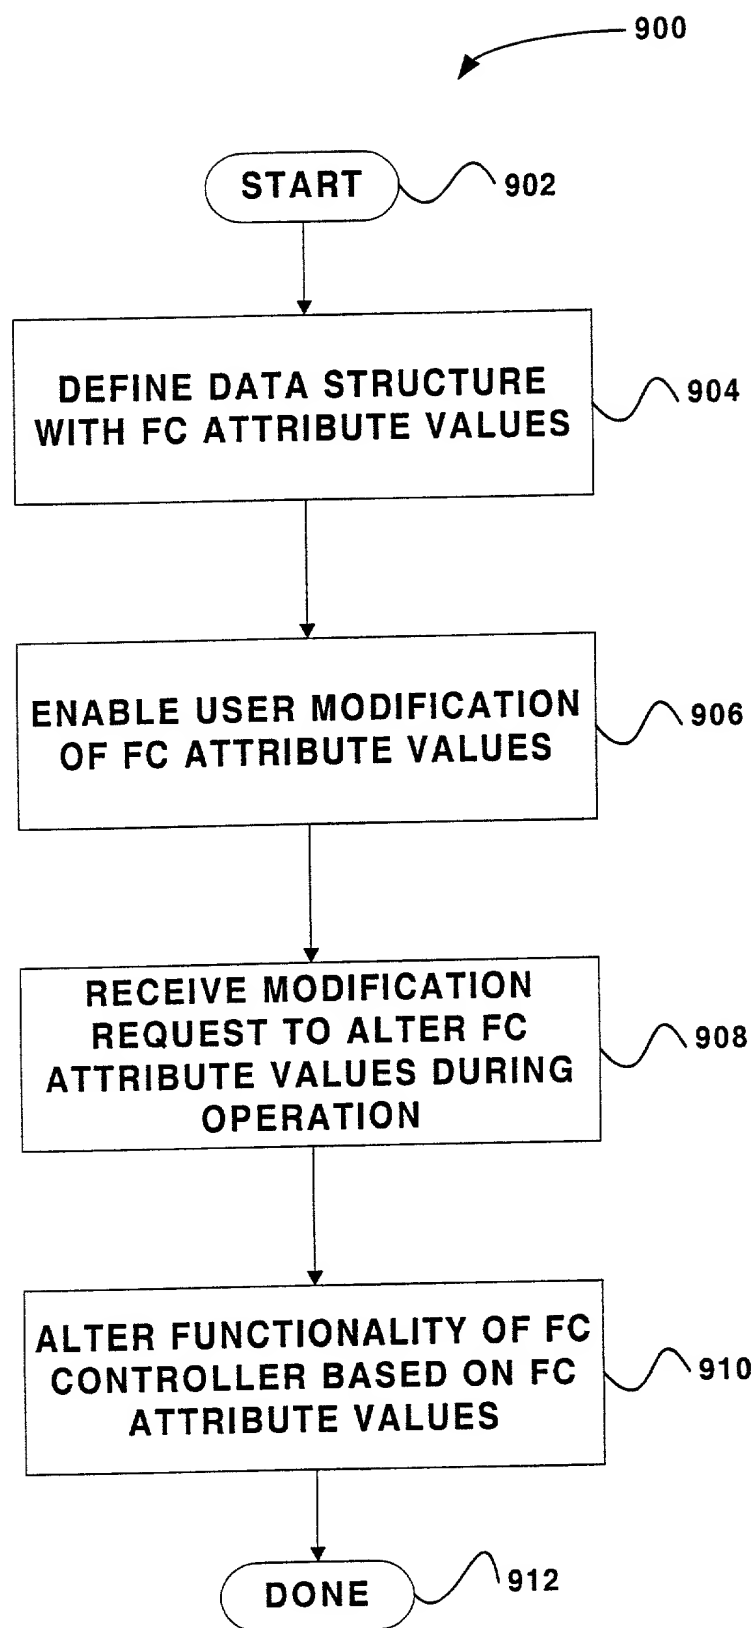 900
START
902
DEFINE DATA STRUCTURE
WITH FC ATTRIBUTE VALUES
904
ENABLE USER MODIFICATION
OF FC ATTRIBUTE VALUES
906
RECEIVE MODIFICATION
REQUEST TO ALTER FC
ATTRIBUTE VALUES DURING
OPERATION
908
ALTER FUNCTIONALITY OF FC
CONTROLLER BASED ON FC
ATTRIBUTE VALUES
910
DONE
912